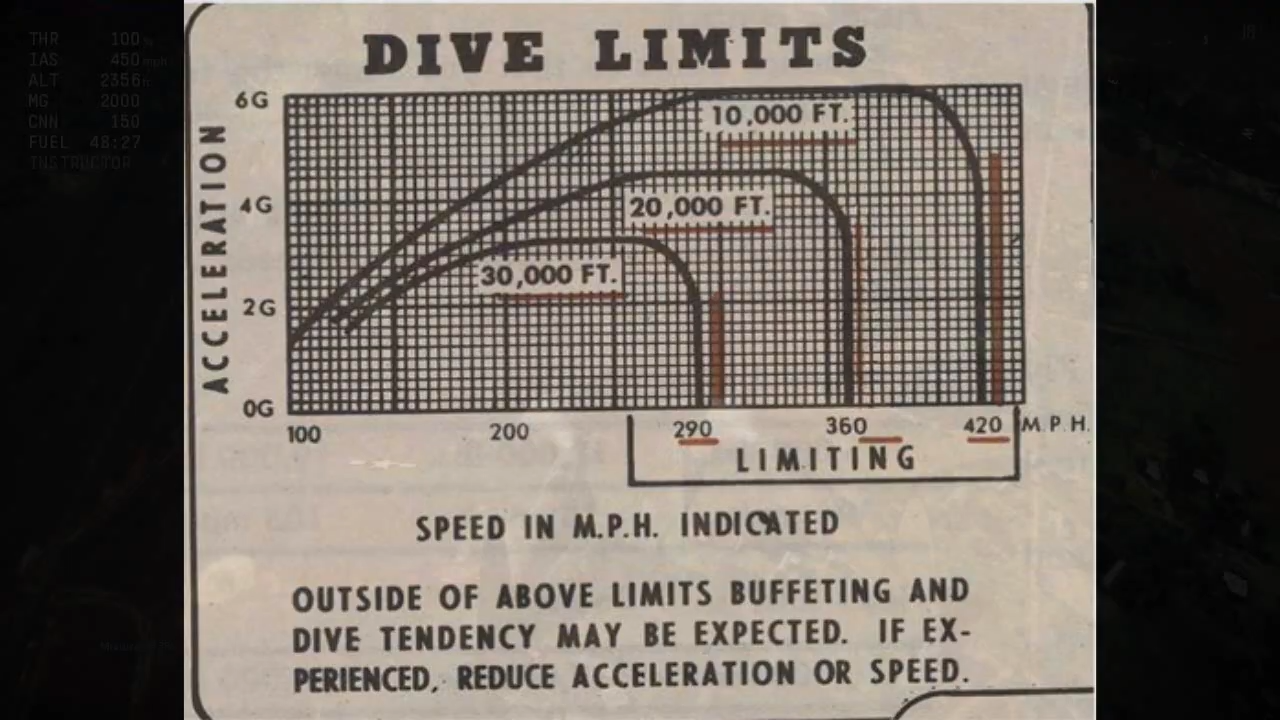 THR 100%
IAS 450mph
ALT 2356ft
MG 2000
CNN 150
FUEL 48:27
INSTRUCTOR
DIVE LIMITS
ACCELERATION
6G
4G
2G
0G
10,000 FT.
20,000 FT.
30,000 FT.
100 200 290 360 420 M.P.H.
LIMITING
SPEED IN M.P.H. INDICATED
OUTSIDE OF ABOVE LIMITS BUFFETING AND
DIVE TENDENCY MAY BE EXPECTED. IF EX-
PERIENCED, REDUCE ACCELERATION OR SPEED.